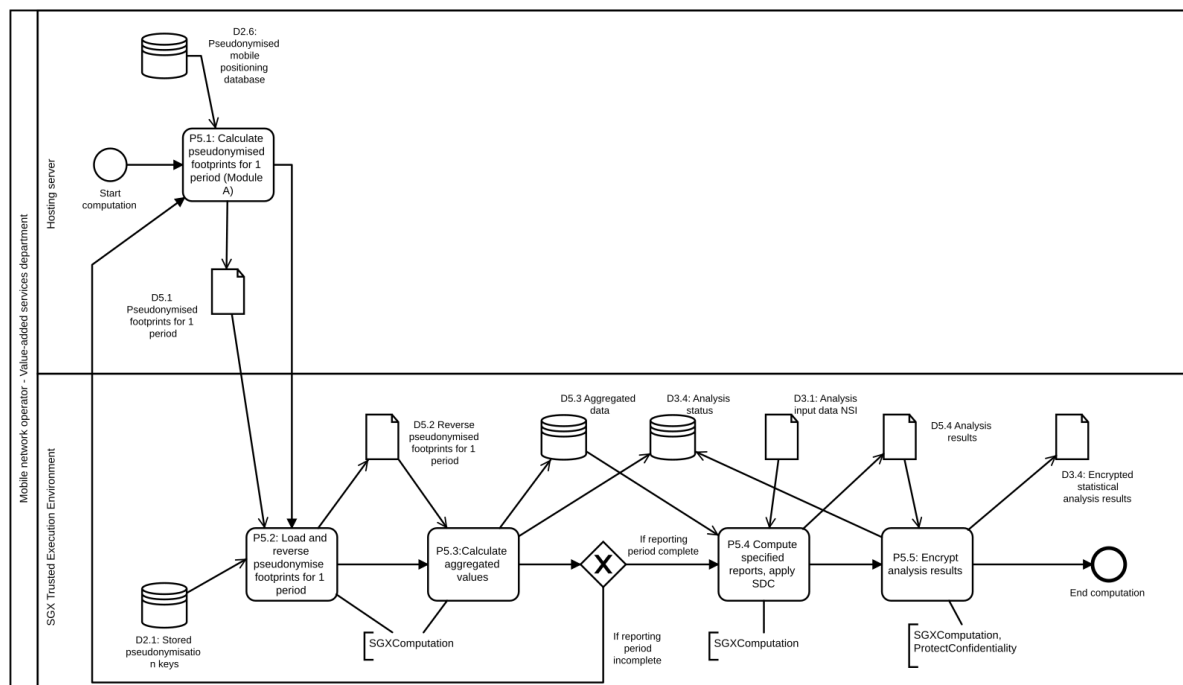 Mobile network operator - Value-added services department
Hosting server
D2.6:
Pseudonymised
mobile
positioning
database
Start
computation
P5.1: Calculate
pseudonymised
footprints for 1
period (Module
A)
D5.1
Pseudonymised
footprints for 1
period
SGX Trusted Execution Environment
D5.2 Reverse
pseudonymised
footprints for 1
period
D5.3 Aggregated
data
D3.4: Analysis
status
D3.1: Analysis
input data NSI
D5.4 Analysis
results
D3.4: Encrypted
statistical
analysis results
P5.2: Load and
reverse
pseudonymise
footprints for 1
period
P5.3:Calculate
aggregated
values
X
If reporting
period complete
P5.4 Compute
specified
reports, apply
SDC
P5.5: Encrypt
analysis results
End computation
D2.1: Stored
pseudonymisatio
n keys
SGXComputation
If reporting
period
incomplete
SGXComputation
SGXComputation,
ProtectConfidentiality